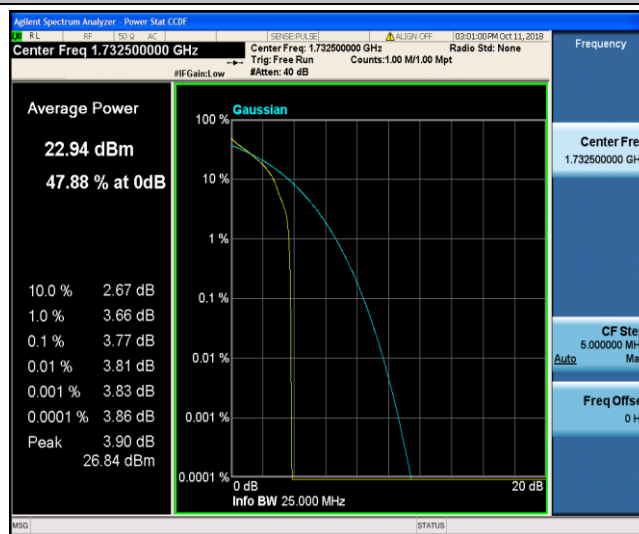 Agilent Spectrum Analyzer - Power Stat CCDF
RL RF 50 Ω AC SENSE:PULSE ALIGN OFF 03:01:00 PM Oct 11, 2018
Center Freq 1.732500000 GHz
Center Freq: 1.732500000 GHz Radio Std: None
Trig: Free Run Counts:1.00 M/1.00 Mpt
#IFGain:Low #Atten: 40 dB
Frequency
Average Power
22.94 dBm
47.88 % at 0dB
10.0 % 2.67 dB
1.0 % 3.66 dB
0.1 % 3.77 dB
0.01 % 3.81 dB
0.001 % 3.83 dB
0.0001 % 3.86 dB
Peak 3.90 dB
26.84 dBm
Gaussian
100 %
10 %
1 %
0.1 %
0.01 %
0.001 %
0.0001 %
0 dB 20 dB
Info BW 25.000 MHz
Center Fre
1.732500000 GH
CF Ste
5.000000 MH
Auto Ma
Freq Offse
0 H
MSG STATUS